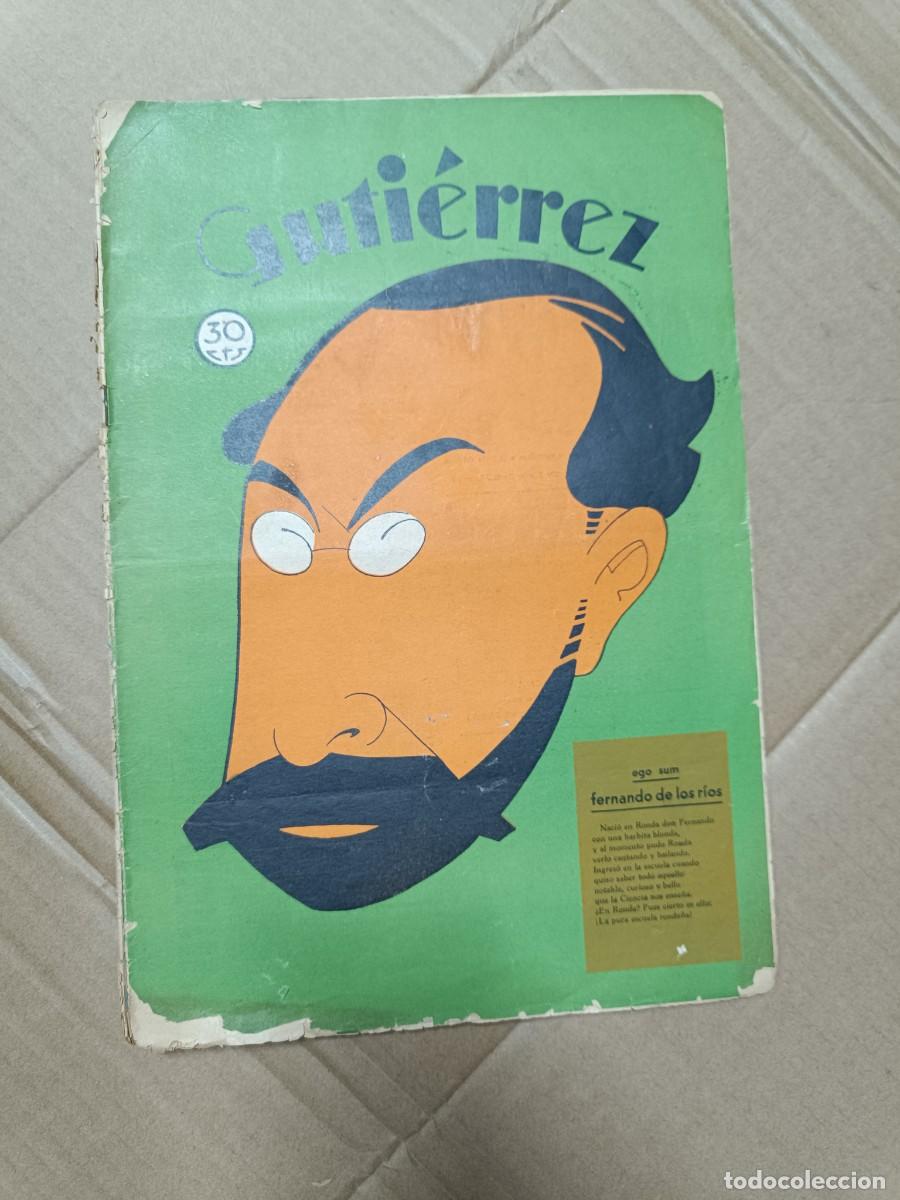 Gutiérrez
30
cts
ego sum
fernando de los ríos
Nació en Ronda don Fernando
con una barbita blonda,
y al momento pudo Ronda
verlo cantando y bailando.
Ingresó en la escuela cuando
quiso saber todo aquello
notable, curioso y bello
que la Ciencia nos enseña.
¿En Ronda? Pues cierto es ello:
¡La pura escuela rondeña!
todocoleccion